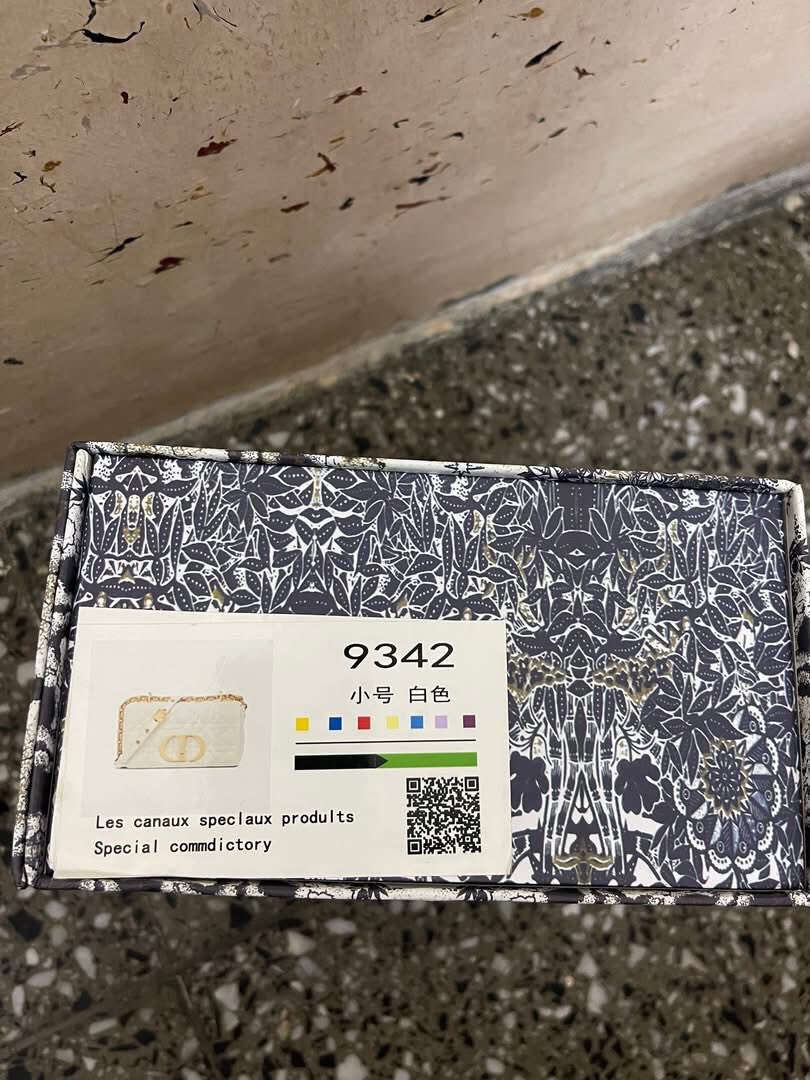 9342
小号 白色
Les canaux speclaux prodults
Special commdictory